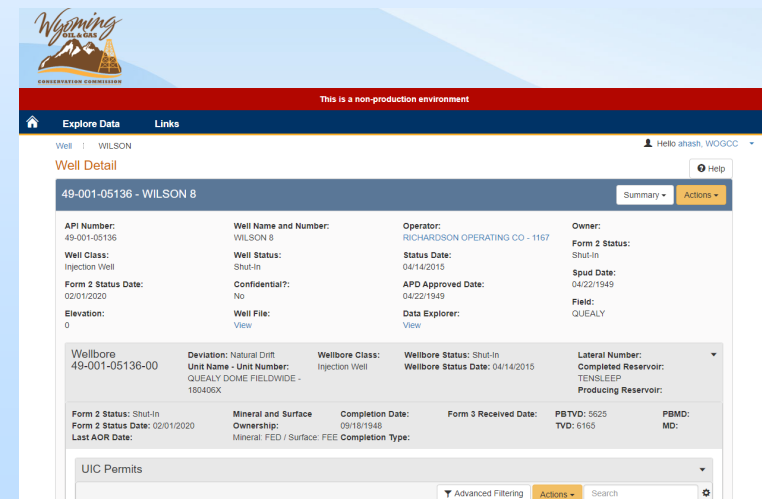 Wyoming
OIL & GAS
CONSERVATION COMMISSION
This is a non-production environment
Explore Data Links
Well WILSON Hello ahash, WOGCC
Well Detail
Help
49-001-05136 - WILSON 8 Summary Actions
API Number: Well Name and Number: Operator: Owner:
49-001-05136 WILSON 8 RICHARDSON OPERATING CO - 1167
Form 2 Status:
Well Class: Well Status: Status Date: Shut-In
Injection Well Shut-In 04/14/2015
Spud Date:
Form 2 Status Date: Confidential?: APD Approved Date: 04/22/1949
02/01/2020 No 04/22/1949
Field:
Elevation: Well File: Data Explorer: QUEALY
0 View View
Wellbore Deviation: Natural Drift Wellbore Class: Wellbore Status: Shut-In Lateral Number:
49-001-05136-00 Unit Name - Unit Number: Injection Well Wellbore Status Date: 04/14/2015 Completed Reservoir:
QUEALY DOME FIELDWIDE - TENSLEEP
180406X Producing Reservoir:
Form 2 Status: Shut-In Mineral and Surface Completion Date: Form 3 Received Date: PBTVD: 5625 PBMD:
Form 2 Status Date: 02/01/2020 Ownership: 09/18/1948 TVD: 6165 MD:
Last AOR Date: Mineral: FED / Surface: FEE Completion Type:
UIC Permits
Advanced Filtering Actions Search